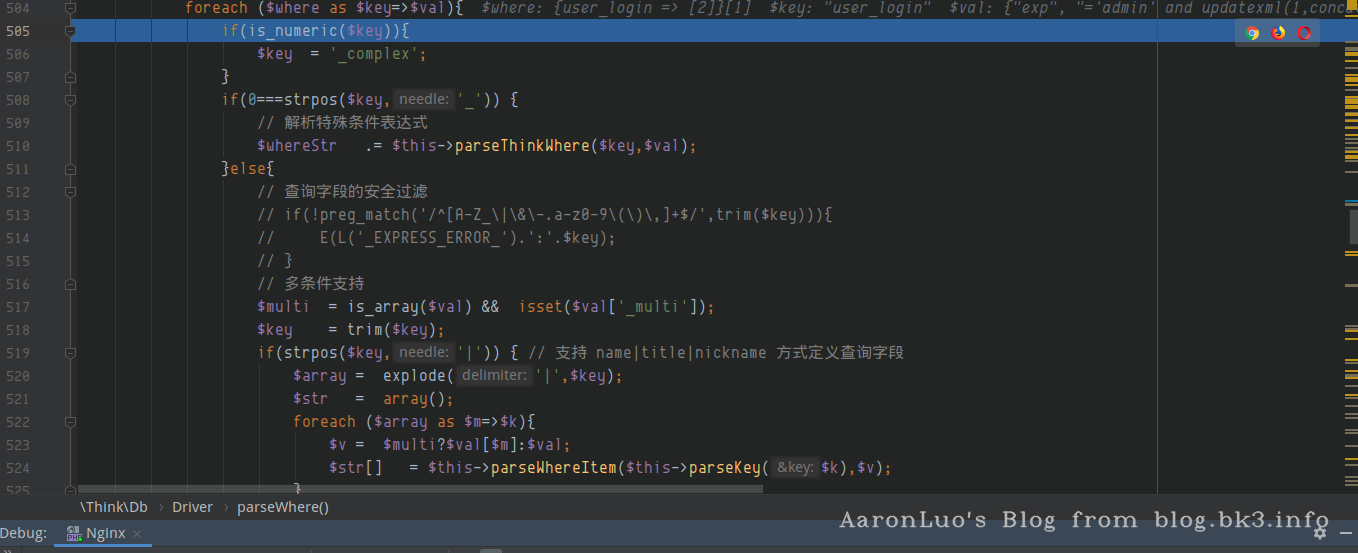 504 foreach ($where as $key=>$val){ $where: {user_login => [2]}[1] $key: "user_login" $val: {"exp", "='admin' and updatexml(1,conca
505 if(is_numeric($key)){
506 $key = '_complex';
507 }
508 if(0===strpos($key, needle: '_')) {
509 // 解析特殊条件表达式
510 $whereStr .= $this->parseThinkWhere($key,$val);
511 }else{
512 // 查询字段的安全过滤
513 // if(!preg_match('/^[A-Z_\|\&\-.a-z0-9\(\)\,]+$/',trim($key))){
514 // E(L('_EXPRESS_ERROR_').':'.$key);
515 // }
516 // 多条件支持
517 $multi = is_array($val) && isset($val['_multi']);
518 $key = trim($key);
519 if(strpos($key, needle: '|')) { // 支持 name|title|nickname 方式定义查询字段
520 $array = explode( delimiter: '|',$key);
521 $str = array();
522 foreach ($array as $m=>$k){
523 $v = $multi?$val[$m]:$val;
524 $str[] = $this->parseWhereItem($this->parseKey( &key: $k),$v);
525 }
\Think\Db › Driver › parseWhere()
AaronLuo's Blog from blog.bk3.info
Debug: Nginx ×